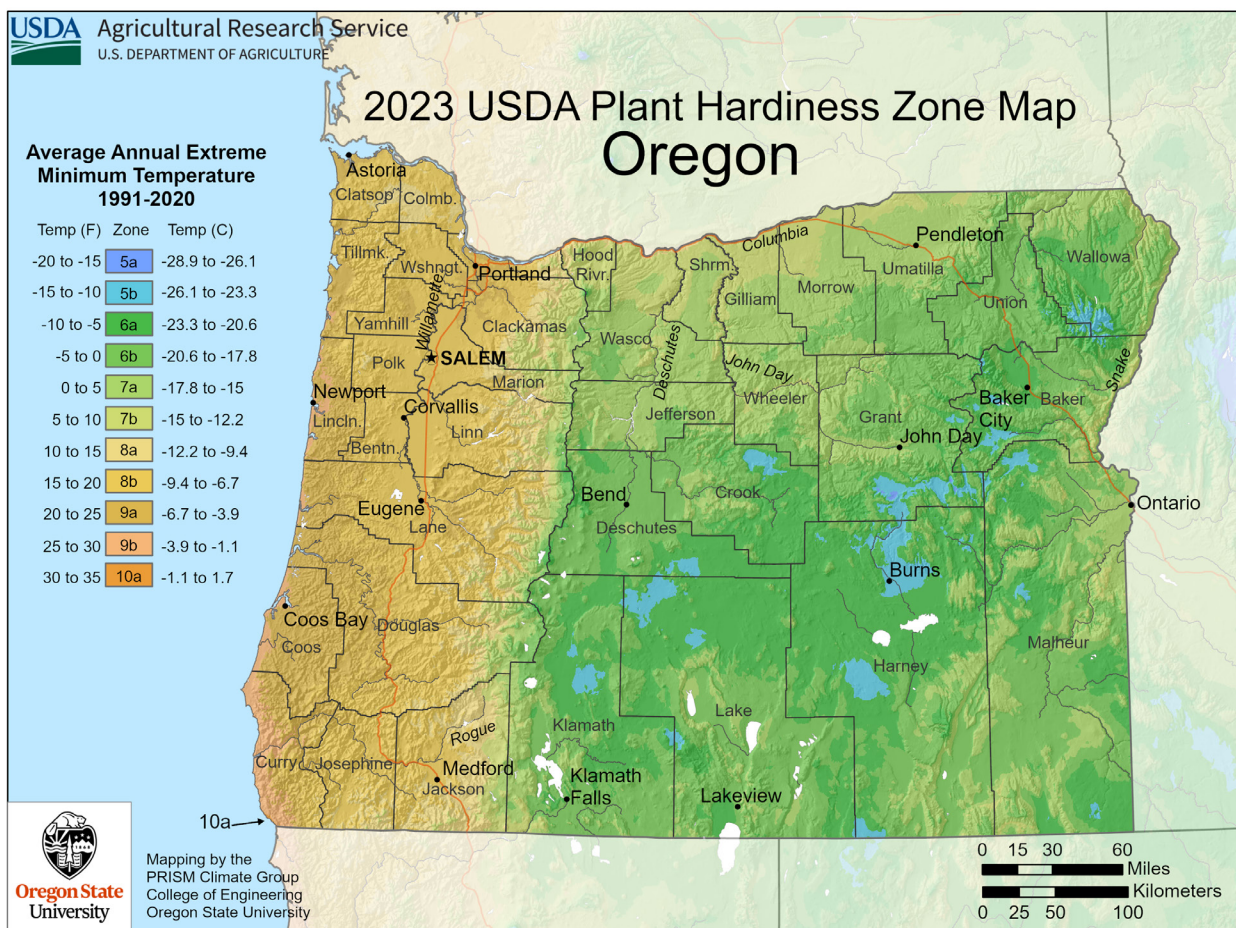 USDA
Agricultural Research Service
U.S. DEPARTMENT OF AGRICULTURE
2023 USDA Plant Hardiness Zone Map
Oregon
Average Annual Extreme
Minimum Temperature
1991-2020
Temp (F) Zone Temp (C)
-20 to -15 5a -28.9 to -26.1
-15 to -10 5b -26.1 to -23.3
-10 to -5 6a -23.3 to -20.6
-5 to 0 6b -20.6 to -17.8
0 to 5 7a -17.8 to -15
5 to 10 7b -15 to -12.2
10 to 15 8a -12.2 to -9.4
15 to 20 8b -9.4 to -6.7
20 to 25 9a -6.7 to -3.9
25 to 30 9b -3.9 to -1.1
30 to 35 10a -1.1 to 1.7
Astoria
Clatsop
Colmb.
Tillmk.
Wshngt.
Portland
Hood
Rivr.
Shrm.
Columbia
Pendleton
Umatilla
Wallowa
Gilliam
Morrow
Union
Yamhill
Willamette
Clackamas
Wasco
Deschutes
John Day
Snake
Polk
SALEM
Marion
Wheeler
Newport
Lincln.
Corvallis
Linn
Bentn.
Jefferson
Grant
John Day
Baker
City
Baker
Eugene
Lane
Bend
Deschutes
Crook
Ontario
Burns
Coos Bay
Coos
Douglas
Harney
Malheur
Rogue
Klamath
Lake
Curry
Josephine
Medford
Jackson
Klamath
Falls
Lakeview
10a
Oregon State
University
Mapping by the
PRISM Climate Group
College of Engineering
Oregon State University
0 15 30 60
Miles
Kilometers
0 25 50 100